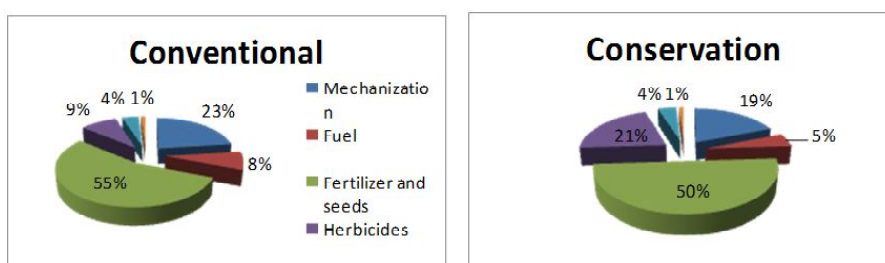 Conventional
9%
4%
1%
23%
8%
55%
Mechanizatio
n
Fuel
Fertilizer and
seeds
Herbicides
Conservation
4%
1%
19%
21%
5%
50%